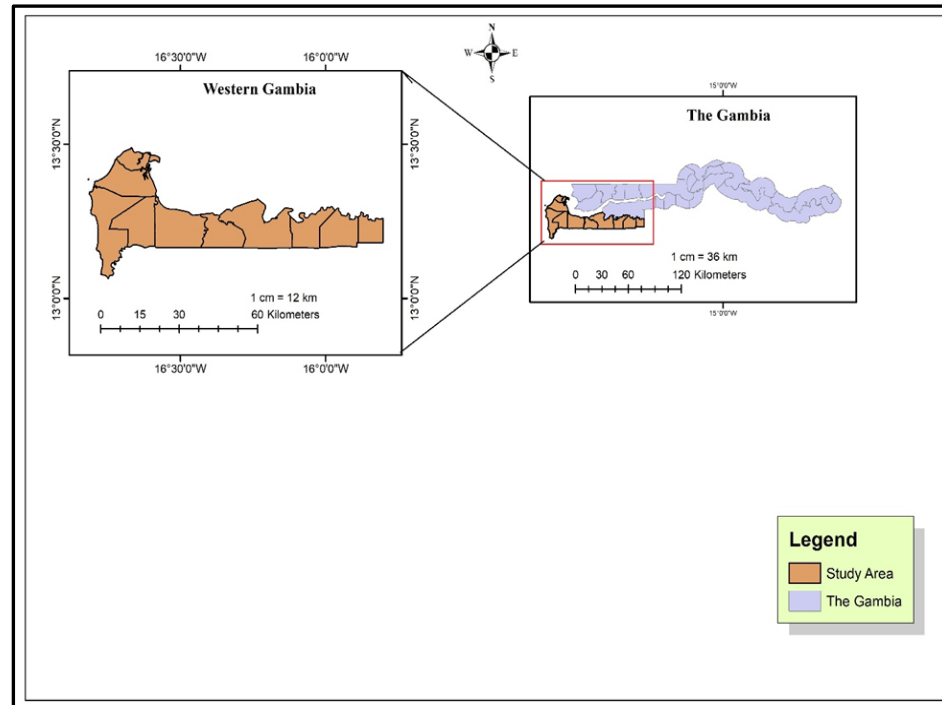 N
W E
S
16°30'0"W 16°0'0"W
Western Gambia
13°30'0"N 13°30'0"N
13°0'0"N 13°0'0"N
1 cm = 12 km
0 15 30 60 Kilometers
16°30'0"W 16°0'0"W
15°0'0"W
The Gambia
1 cm = 36 km
0 30 60 120 Kilometers
15°0'0"W
Legend
Study Area
The Gambia